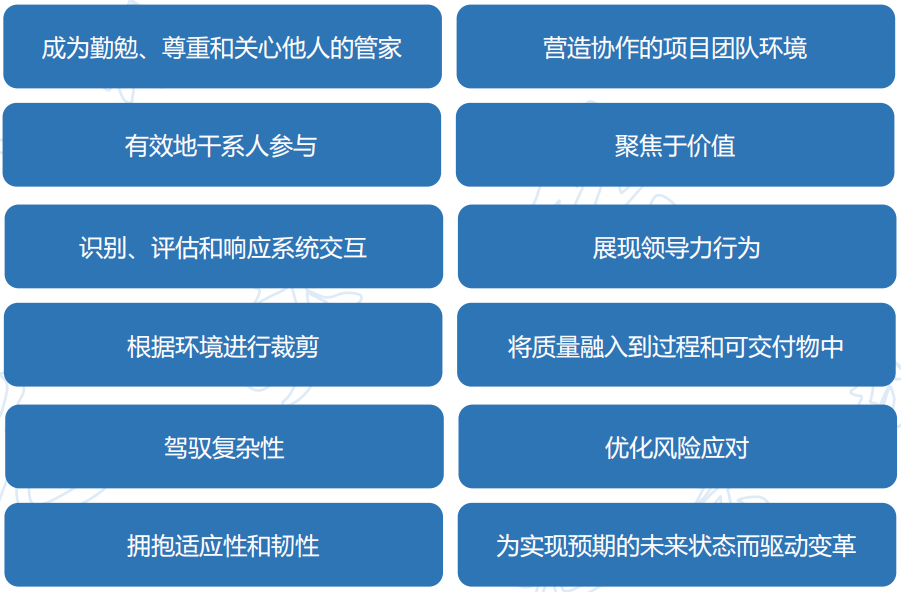 成为勤勉、尊重和关心他人的管家
营造协作的项目团队环境
有效地干系人参与
聚焦于价值
识别、评估和响应系统交互
展现领导力行为
根据环境进行裁剪
将质量融入到过程和可交付物中
驾驭复杂性
优化风险应对
拥抱适应性和韧性
为实现预期的未来状态而驱动变革